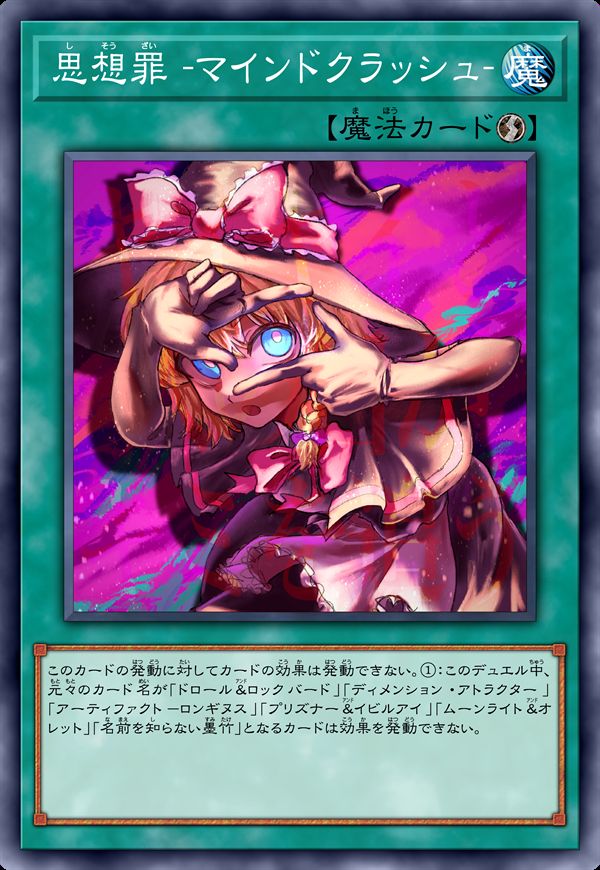 思想罪 -マインドクラッシュ- 魔
【魔法カード】
このカードの発動に対してカードの効果は発動できない。①：このデュエル中、
元々のカード名が「ドロール&ロックバード」「ディメンション・アトラクター」
「アーティファクト－ロンギヌス」「プリズナー&イビルアイ」「ムーンライト&オ
レット」「名前を知らない墨竹」となるカードは効果を発動できない。